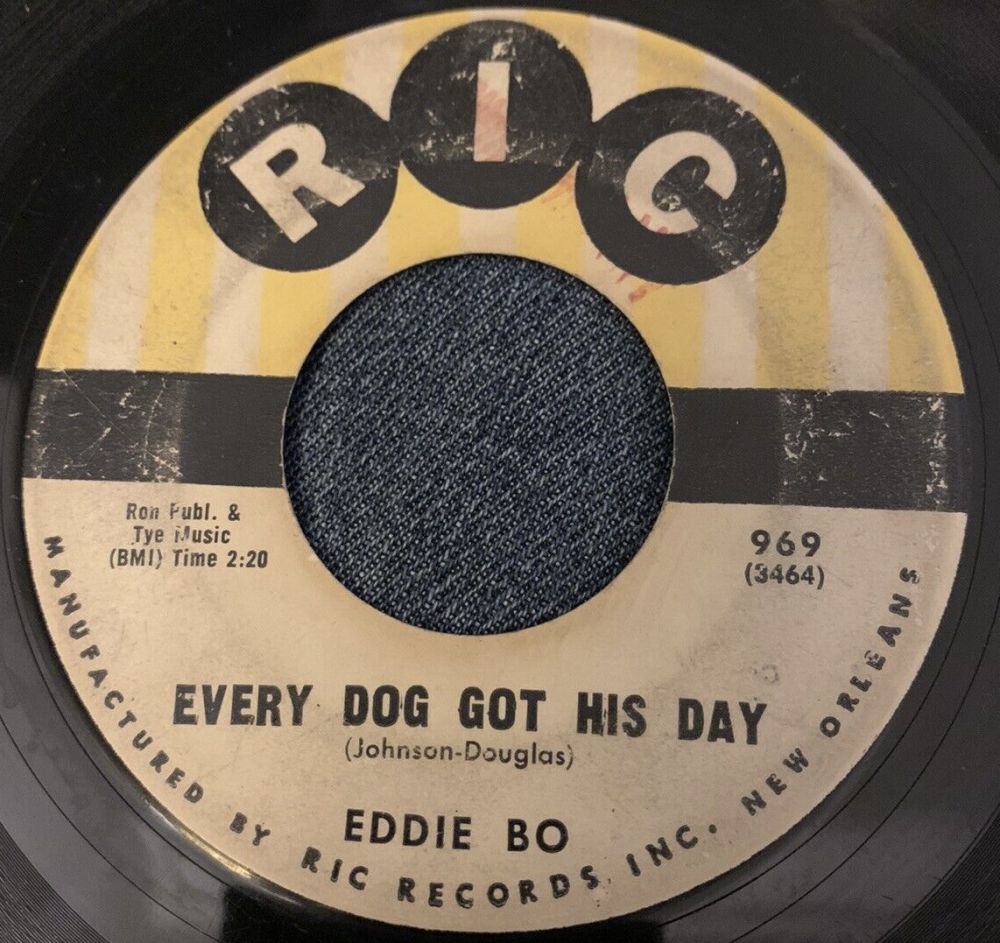 RIC
Ron Publ. &
Tye Music
(BMI) Time 2:20
969
(3464)
EVERY DOG GOT HIS DAY
(Johnson-Douglas)
EDDIE BO
MANUFACTURED BY RIC RECORDS, INC. NEW ORLEANS